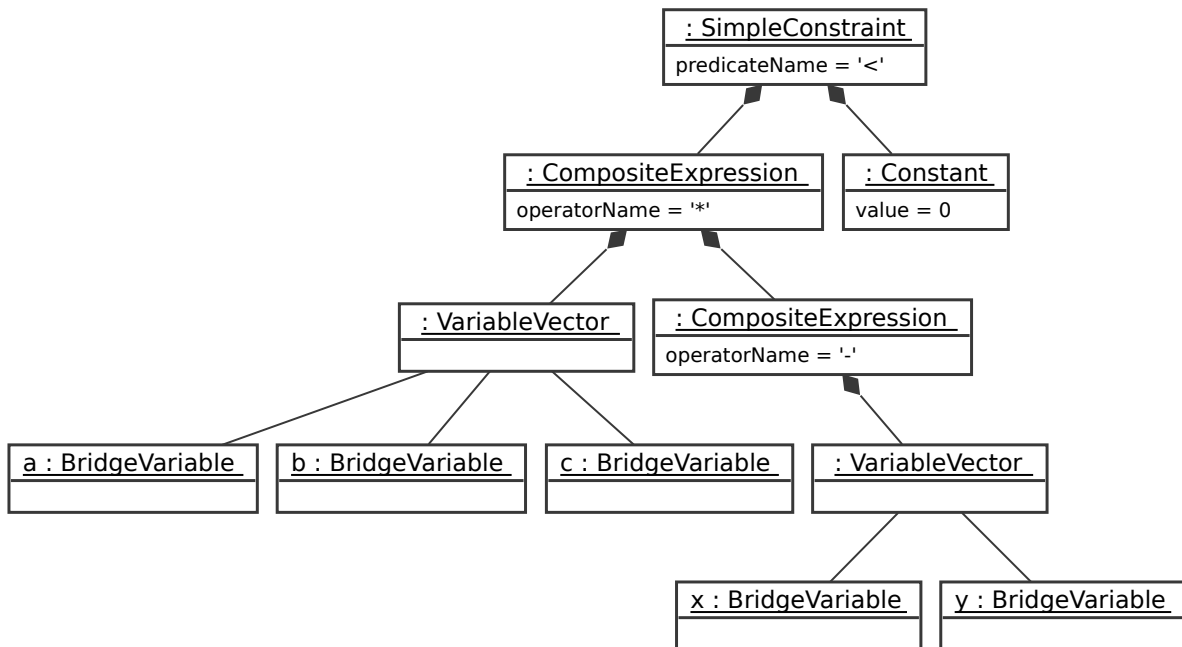 : SimpleConstraint
predicateName = '<'
: CompositeExpression
operatorName = '*'
: Constant
value = 0
: VariableVector
: CompositeExpression
operatorName = '-'
a : BridgeVariable
b : BridgeVariable
c : BridgeVariable
: VariableVector
x : BridgeVariable
y : BridgeVariable